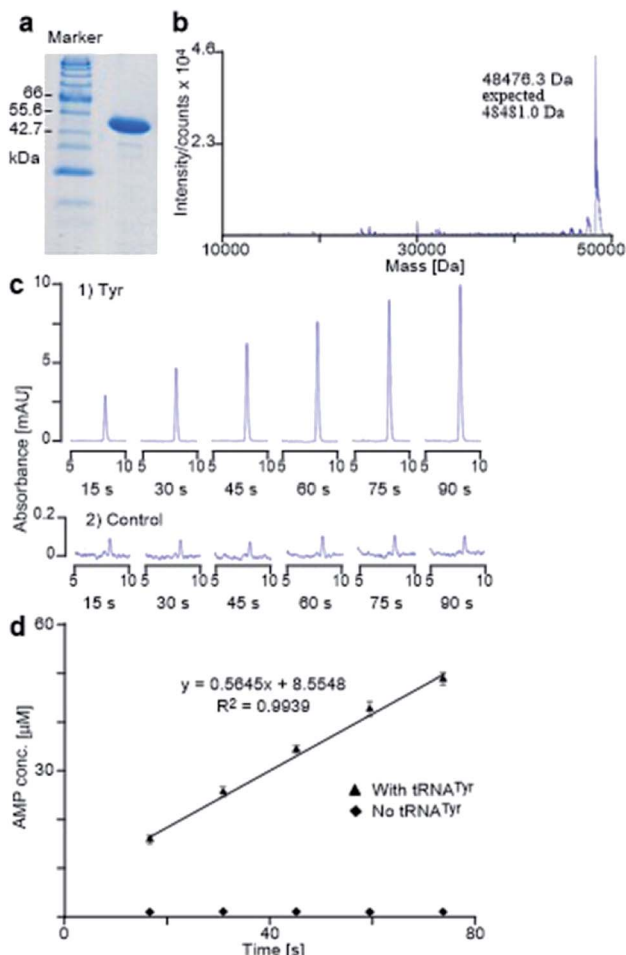 a
Marker
66
55.6
42.7
kDa
b
Intensity/counts x 10⁴
4.6
2.3
48476.3 Da
expected
48481.0 Da
10000 30000 50000
Mass [Da]
c
Absorbance [mAU]
1) Tyr
10
5
0
5 10 5 10 5 10 5 10 5 10 5 10
15 s 30 s 45 s 60 s 75 s 90 s
2) Control
0.2
0
5 10 5 10 5 10 5 10 5 10 5 10
15 s 30 s 45 s 60 s 75 s 90 s
d
AMP conc. [µM]
60
30
y = 0.5645x + 8.5548
R² = 0.9939
▲ With tRNAᵀʸʳ
◆ No tRNAᵀʸʳ
0 40 80
Time [s]